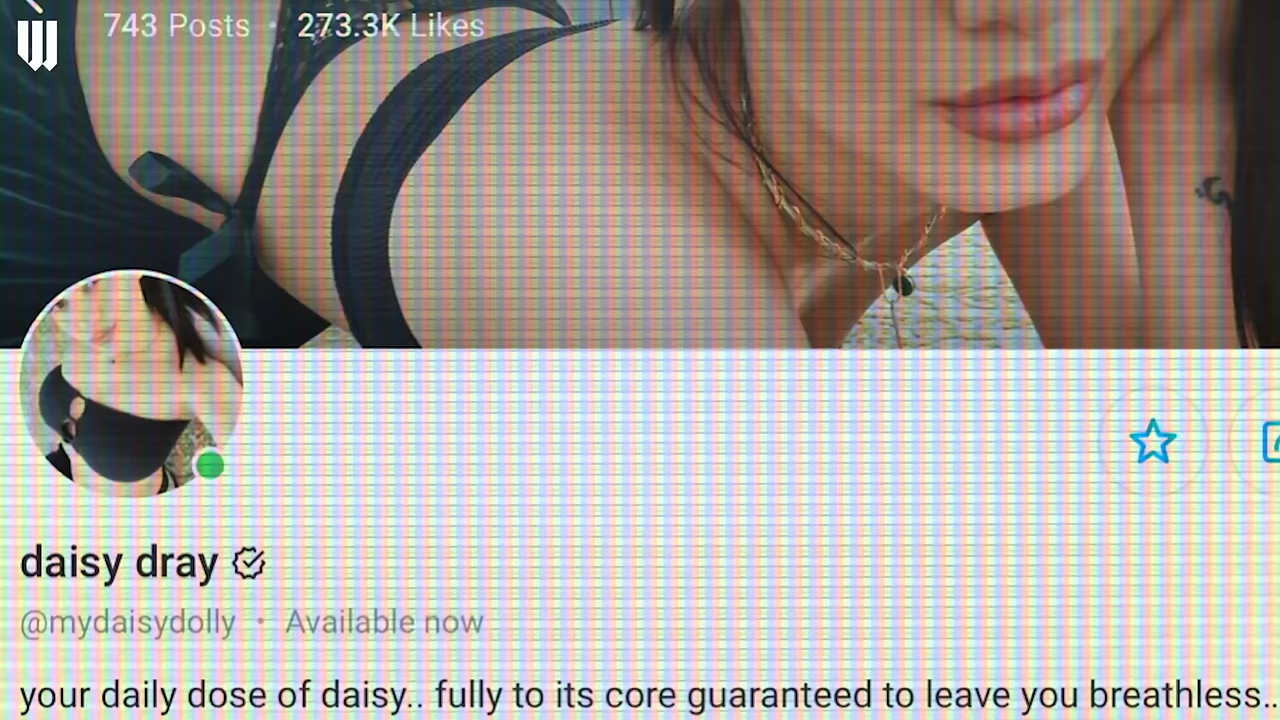 743 Posts • 273.3K Likes
daisy dray
@mydaisydolly • Available now
your daily dose of daisy.. fully to its core guaranteed to leave you breathless..